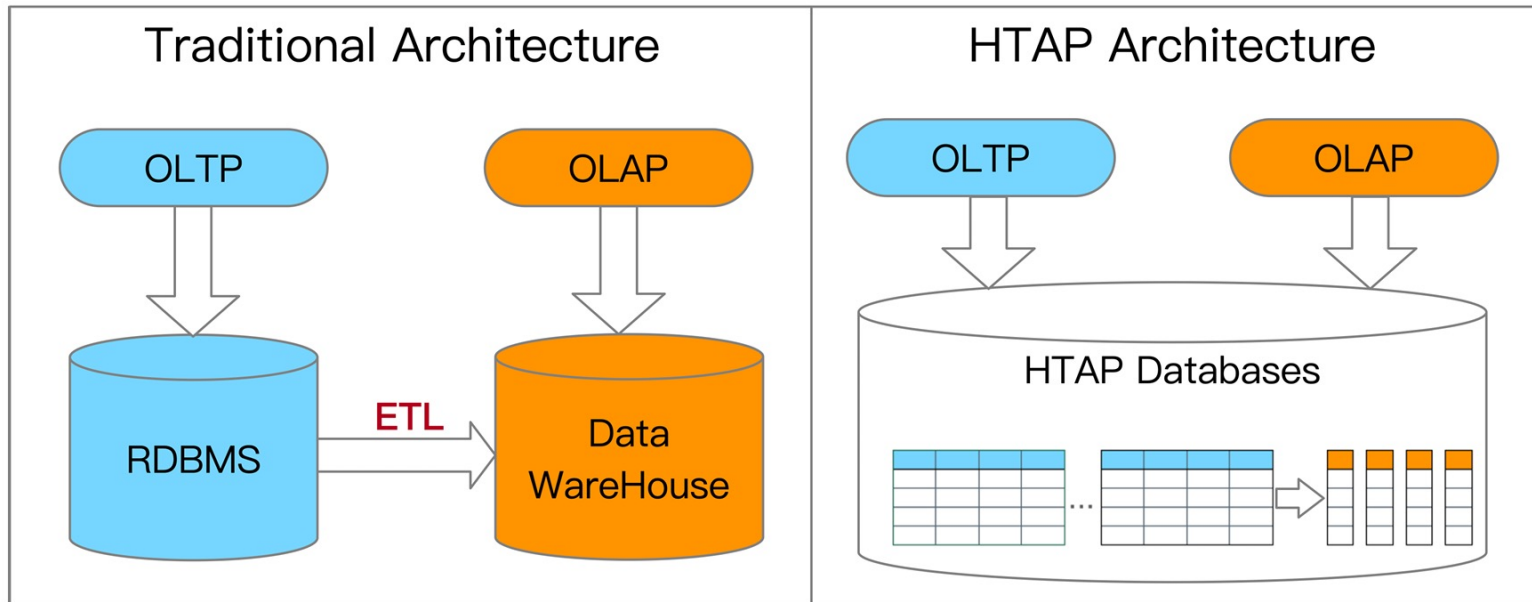 Traditional Architecture
OLTP
OLAP
RDBMS
ETL
Data
WareHouse
HTAP Architecture
OLTP
OLAP
HTAP Databases
...